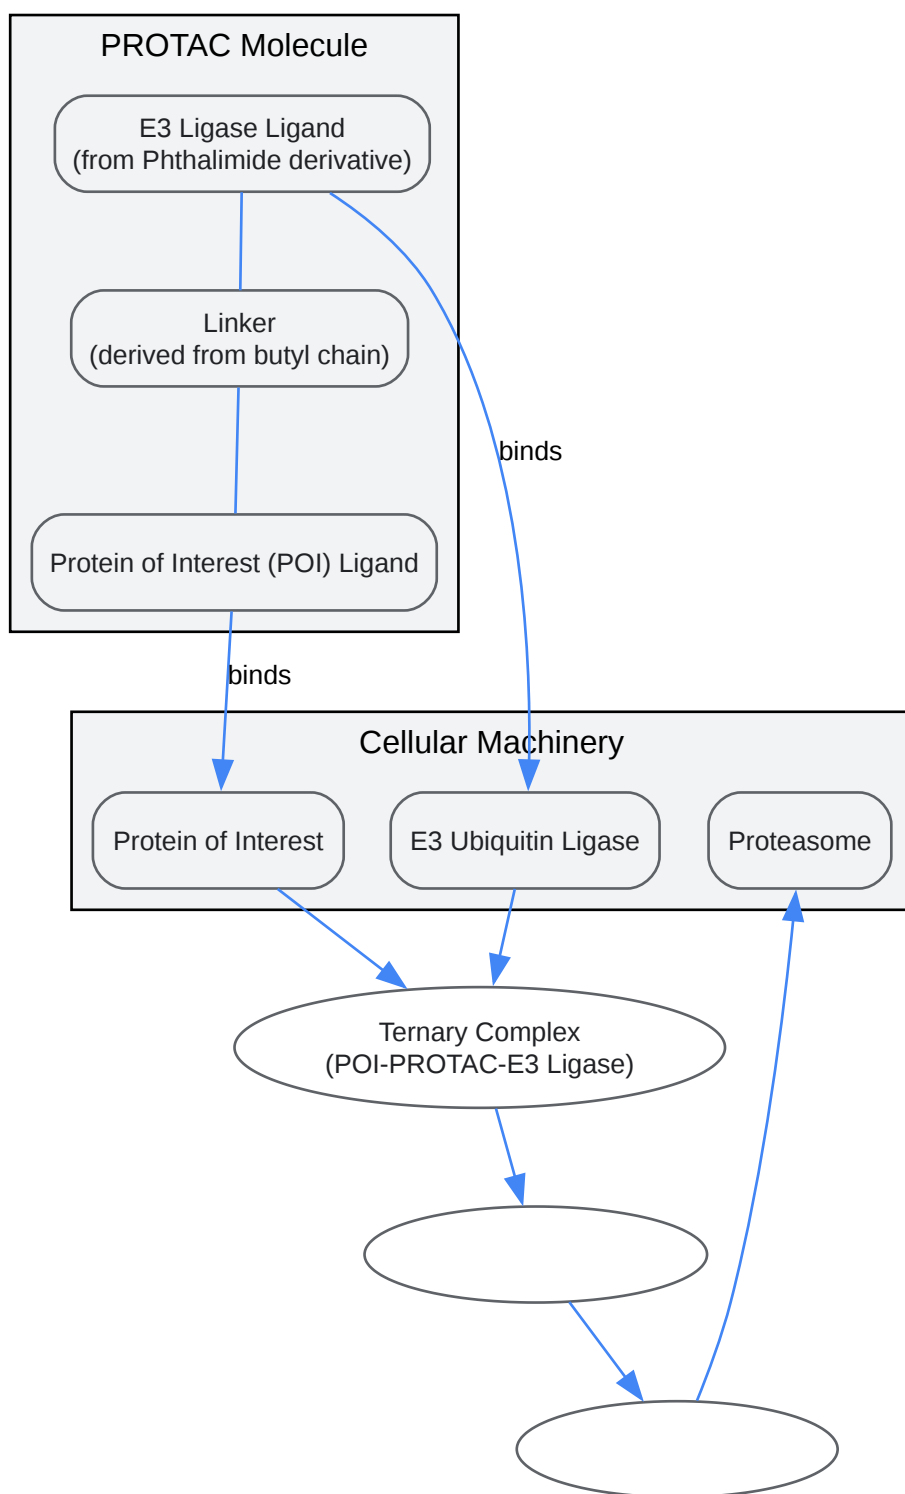 PROTAC Molecule
E3 Ligase Ligand
(from Phthalimide derivative)
Linker
(derived from butyl chain)
binds
Protein of Interest (POI) Ligand
binds
Cellular Machinery
Protein of Interest
E3 Ubiquitin Ligase
Proteasome
Ternary Complex
(POI-PROTAC-E3 Ligase)